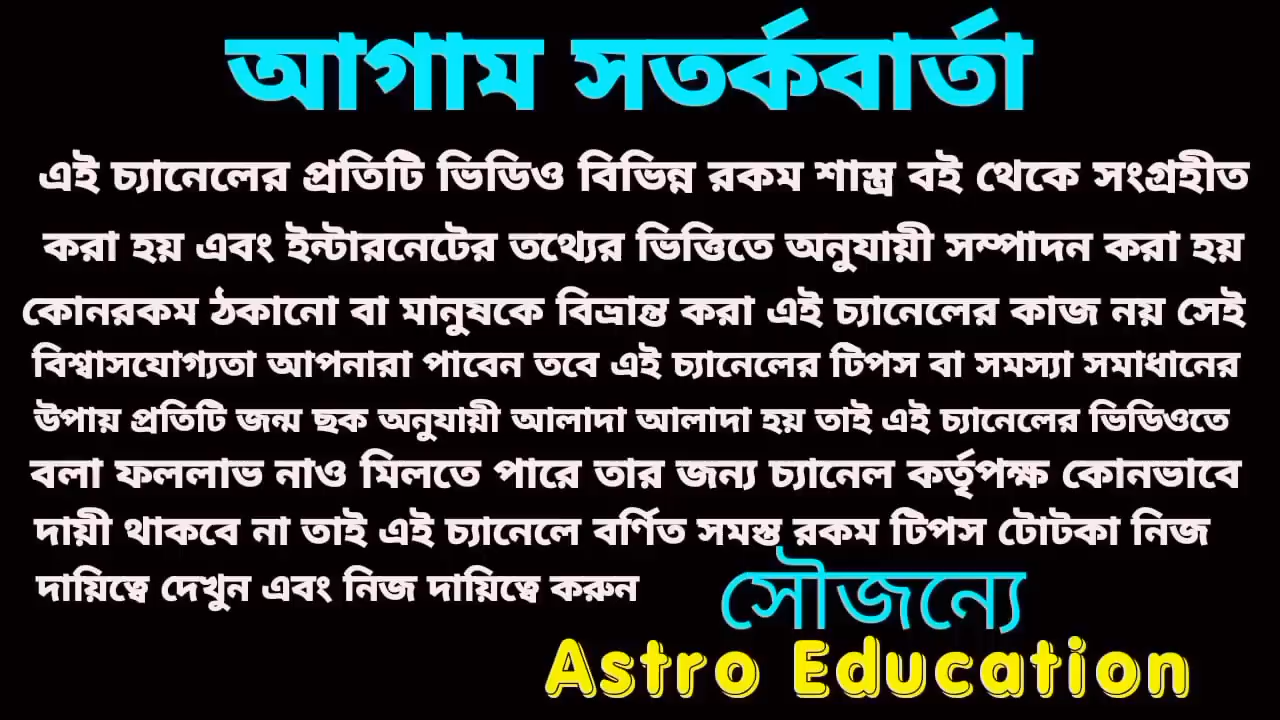 আগাম সতর্কবার্তা
এই চ্যানেলের প্রতিটি ভিডিও বিভিন্ন রকম শাস্ত্র বই থেকে সংগ্রহীত
করা হয় এবং ইন্টারনেটের তথ্যের ভিত্তিতে অনুযায়ী সম্পাদন করা হয়
কোনরকম ঠকানো বা মানুষকে বিভ্রান্ত করা এই চ্যানেলের কাজ নয় সেই
বিশ্বাসযোগ্যতা আপনারা পাবেন তবে এই চ্যানেলের টিপস বা সমস্যা সমাধানের
উপায় প্রতিটি জন্ম ছক অনুযায়ী আলাদা আলাদা হয় তাই এই চ্যানেলের ভিডিওতে
বলা ফললাভ নাও মিলতে পারে তার জন্য চ্যানেল কর্তৃপক্ষ কোনভাবে
দায়ী থাকবে না তাই এই চ্যানেলে বর্ণিত সমস্ত রকম টিপস টোটকা নিজ
দায়িত্বে দেখুন এবং নিজ দায়িত্বে করুন
সৌজন্যে
Astro Education